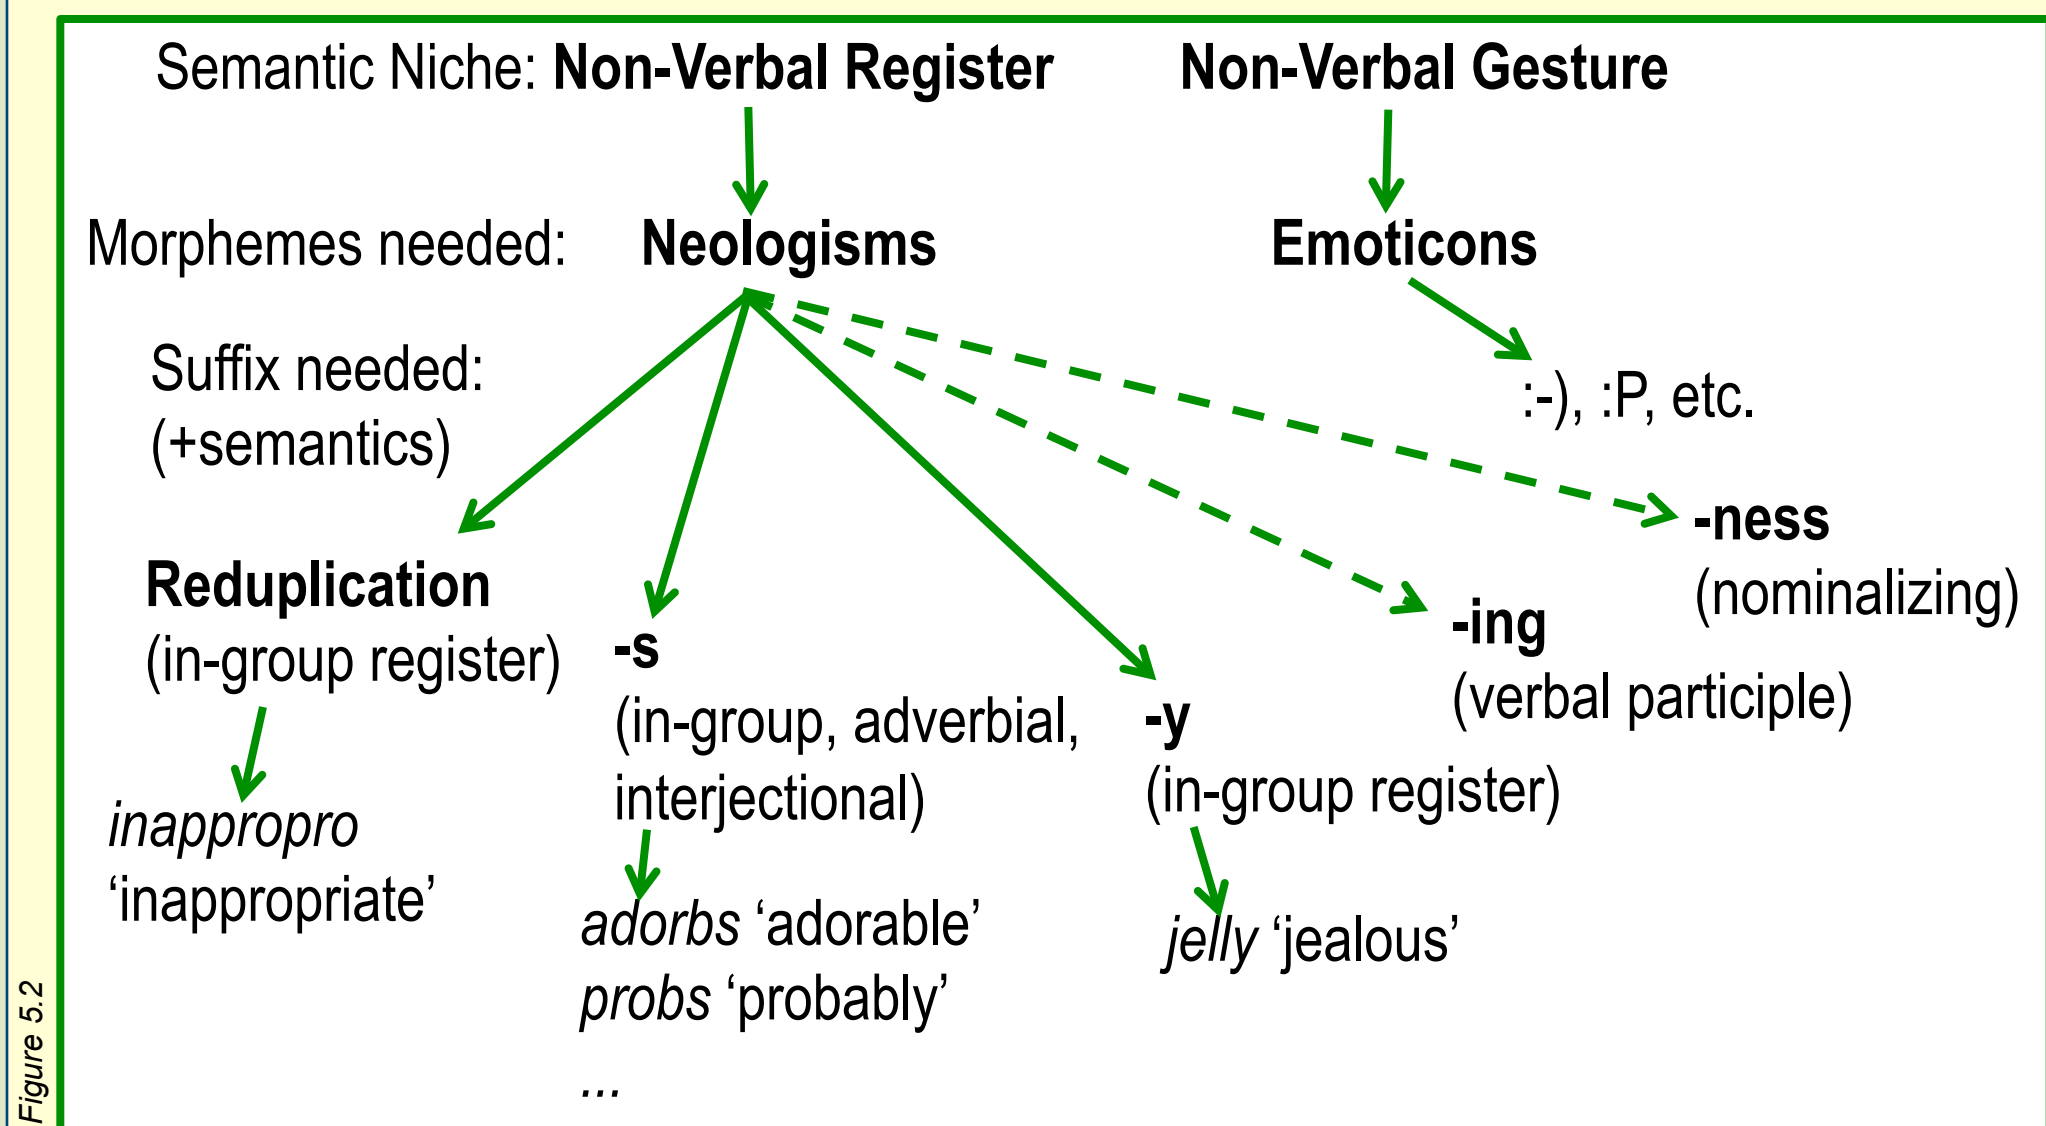 Semantic Niche: Non-Verbal Register
Non-Verbal Gesture
Morphemes needed:
Neologisms
Emoticons
Suffix needed:
(+semantics)
:-), :P, etc.
Reduplication
(in-group register)
-s
(in-group, adverbial,
interjectional)
-y
(in-group register)
-ing
(verbal participle)
-ness
(nominalizing)
inappropro
‘inappropriate’
adorbs ‘adorable’
probs ‘probably’
...
jelly ‘jealous’
Figure 5.2